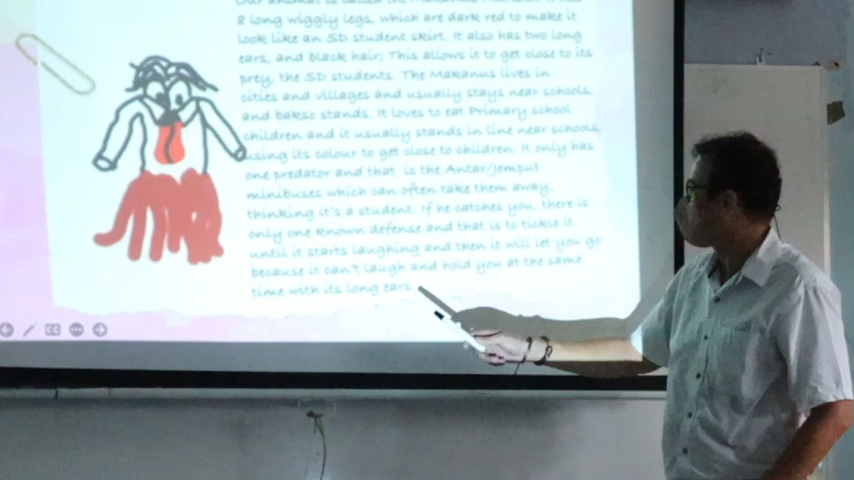 Our animal is called the Makanus
8 long wiggly legs, which are dark red to make it
look like an SD student skirt. It also has two long
ears, and black hair; This allows it to get close to its
prey, the SD students. The Makanus lives in
cities and villages and usually stays near schools,
and bakso stands. It loves to eat Primary school
children and it usually stands in line near schools,
using its colour to get close to children. It only has
one predator and that is the Antar/Jemput
minibuses which can often take them away,
thinking it's a student. If he catches you, there is
only one known defense and that is to tickle it
until it starts laughing and then it will let you go
because it can't laugh and hold you at the same
time with its long ears.